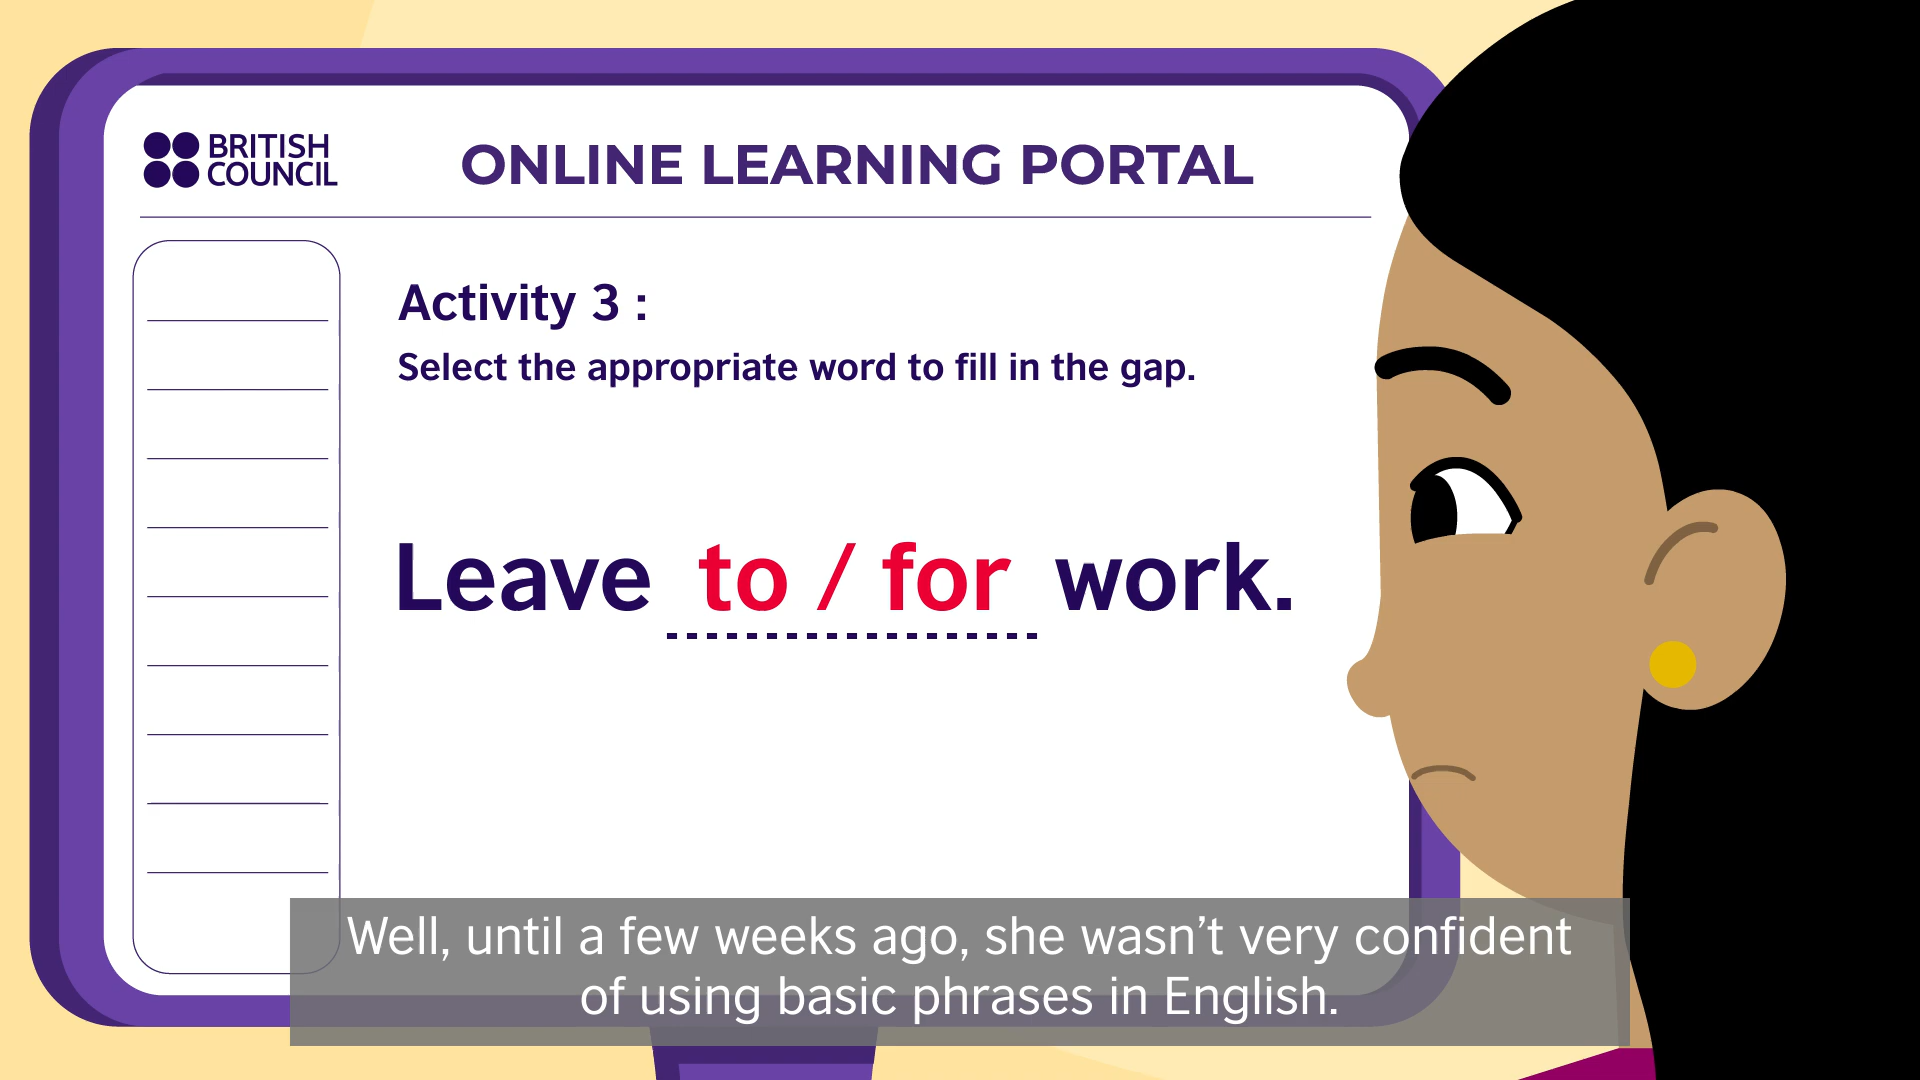 BRITISH
COUNCIL
ONLINE LEARNING PORTAL
Activity 3 :
Select the appropriate word to fill in the gap.
Leave to / for work.
Well, until a few weeks ago, she wasn’t very confident
of using basic phrases in English.